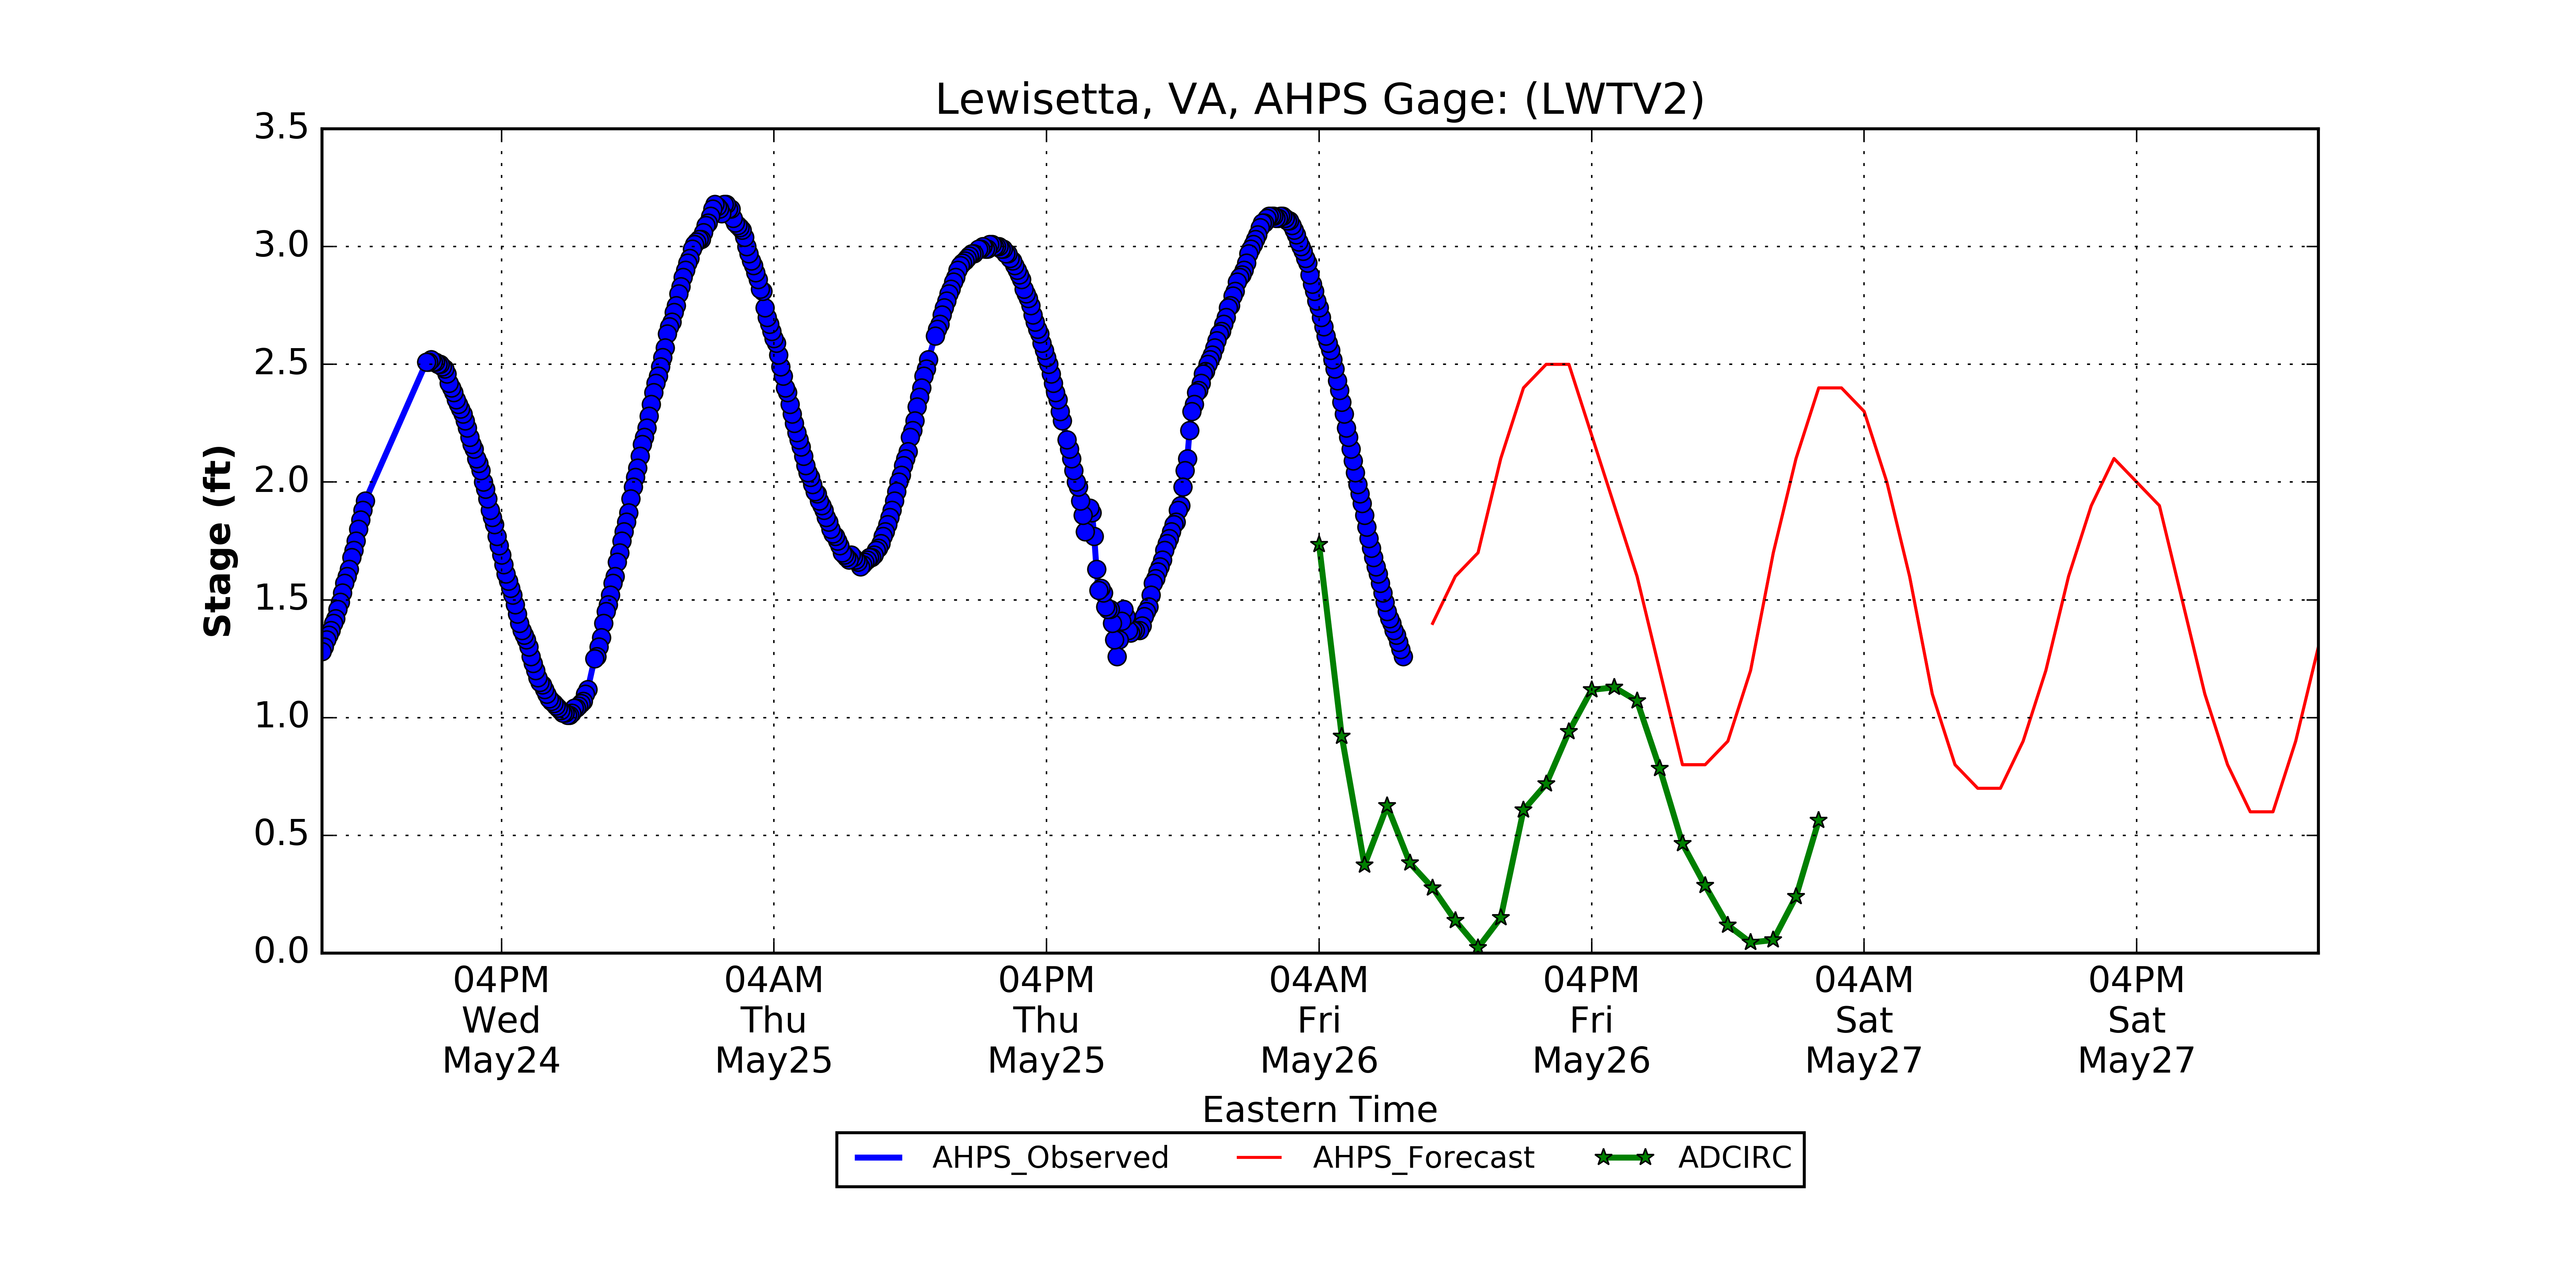 Lewisetta, VA, AHPS Gage: (LWTV2)
3.5
3.0
2.5
2.0
1.5
1.0
0.5
0.0
Stage (ft)
04PM 04AM 04PM 04AM 04PM 04AM 04PM
Wed Thu Thu Fri Fri Sat Sat
May24 May25 May25 May26 May26 May27 May27
Eastern Time
AHPS_Observed AHPS_Forecast ADCIRC